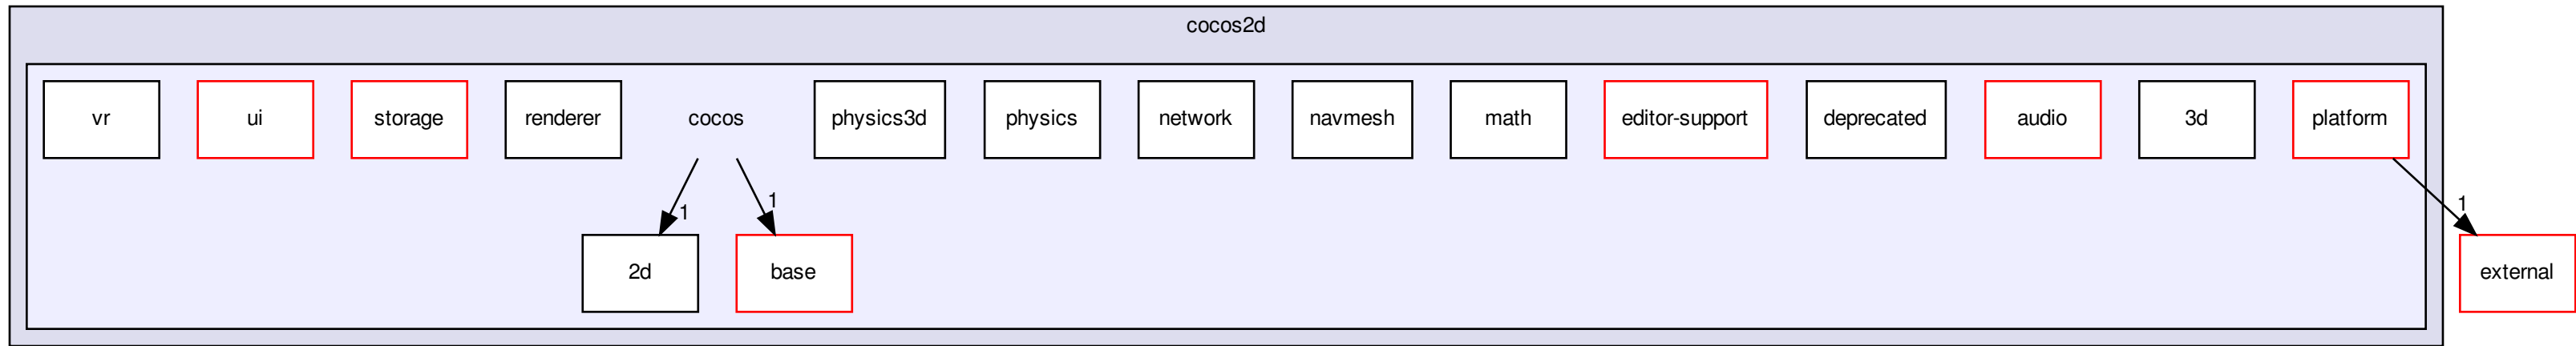 cocos2d
vr
ui
storage
renderer
cocos
physics3d
physics
network
navmesh
math
editor-support
deprecated
audio
3d
platform
1
1
1
2d
base
external